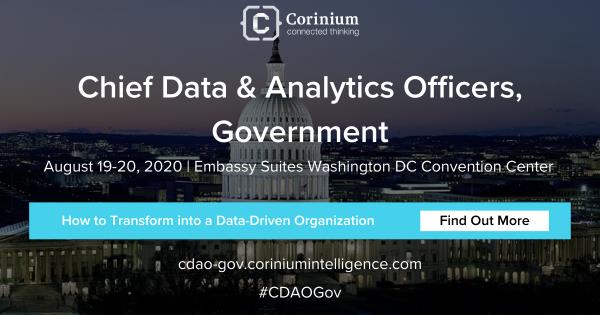 Corinium
connected thinking
Chief Data & Analytics Officers,
Government
August 19-20, 2020 | Embassy Suites Washington DC Convention Center
How to Transform into a Data-Driven Organization
Find Out More
cdao-gov.coriniumintelligence.com
#CDAOGov